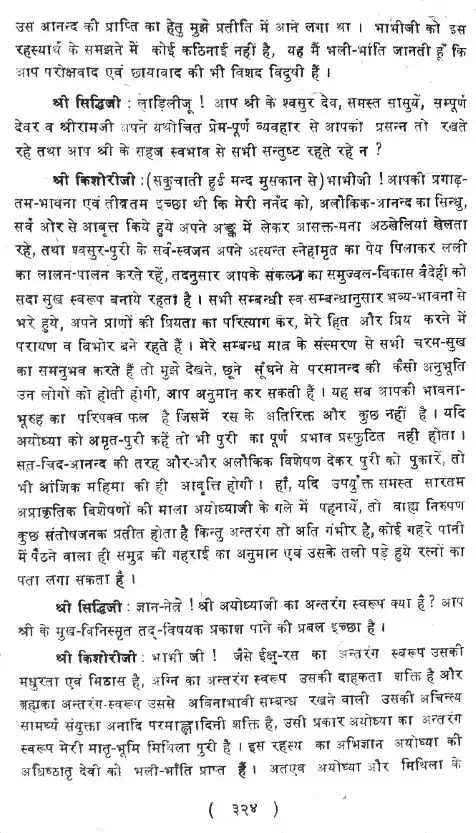 उस आनन्द की प्राप्ति का हेतु मुझे प्रतीति में आने लगा था । भाभीजी को इस
रहस्यार्थ के समझने में कोई कठिनाई नहीं है, यह मैं भली-भांति जानती हूँ कि
आप परोक्षवाद एवं छायावाद की भी विशद विदुषी हैं ।
श्री सिद्धिजी : लाड़िलीजू ! आप श्री के श्वसुर देव, समस्त सासुयें, सम्पूर्ण
देवर व श्रीरामजी अपने यथोचित प्रेम-पूर्ण व्यवहार से आपको प्रसन्न तो रखते
रहे तथा आप श्री के सहज स्वभाव से सभी सन्तुष्ट रहते रहे न ?
श्री किशोरीजी : (सकुचाती हुई मन्द मुसकान से) भाभीजी ! आपकी प्रगाढ़-
तम-भावना एवं तीव्रतम इच्छा थी कि मेरी ननँद को, अलौकिक-आनन्द का सिन्धु,
सर्व ओर से आवृत्त किये हुये अपने अङ्क में लेकर आसक्त-मना अठखेलियां खेलता
रहे, तथा श्वसुर-पुरी के सर्व-स्वजन अपने अत्यन्त स्नेहामृत का पेय पिलाकर लली
का लालन-पालन करते रहें, तदनुसार आपके संकल्प का समुज्वल-विकास वैदेही को
सदा सुख स्वरूप बनाये रहता है । सभी सम्बन्धी स्व-सम्बन्धानुसार भव्य-भावना से
भरे हुये, अपने प्राणों की प्रियता का परित्याग कर, मेरे हित और प्रिय करने में
परायण व विभोर बने रहते हैं । मेरे सम्बन्ध मात्र के संस्मरण से सभी चरम-सुख
का समनुभव करते हैं तो मुझे देखने, छूने सूंघने से परमानन्द की कैसी अनुभूति
उन लोगों को होती होगी, आप अनुमान कर सकती हैं । यह सब आपकी भावना-
भूरुह का परिपक्व फल है जिसमें रस के अतिरिक्त और कुछ नहीं है । यदि
अयोध्या को अमृत-पुरी कहें तो भी पुरी का पूर्ण प्रभाव प्रस्फुटित नहीं होता ।
सत-चिद-आनन्द की तरह और-और अलौकिक विशेषण देकर पुरी को पुकारें, तो
भी आंशिक महिमा की ही आवृत्ति होगी । हाँ, यदि उपर्युक्त समस्त सारतम
अप्राकृतिक बिशेषणों की माला अयोध्याजी के गले में पहनायें, तो वाह्य निरुपण
कुछ संतोषजनक प्रतीत होता है किन्तु अन्तरंग तो अति गंभीर है, कोई गहरे पानी
में पैठने वाला ही समुद्र की गहराई का अनुमान एवं उसके तली पड़े हुये रत्नों का
पता लगा सकता है ।
श्री सिद्धिजी : ज्ञान-नेत्रे ! श्री अयोध्याजी का अन्तरंग स्वरूप क्या है ? आप
श्री के मुख-विनिस्सृत तद्-विषयक प्रकाश पाने की प्रबल इच्छा है ।
श्री किशोरीजी : भाभी जी ! जैसे ईक्षु-रस का अन्तरंग स्वरूप उसकी
मधुरता एवं मिठास है, अग्नि का अन्तरंग स्वरूप उसकी दाहकता शक्ति है और
ब्रह्मका अन्तरंग-स्वरूप उससे अविनाभावी सम्बन्ध रखने वाली उसकी अचिन्त्य
सामर्थ्य संयुक्ता अनादि परमाह्लादिनी शक्ति है, उसी प्रकार अयोध्या का अन्तरंग
स्वरूप मेरी मातृ-भूमि मिथिला पुरी है । इस रहस्य का अभिज्ञान अयोध्या की
अधिष्ठातृ देवी को भली-भाँति प्राप्त है । अतएव अयोध्या और मिथिला के
( ३२४ )